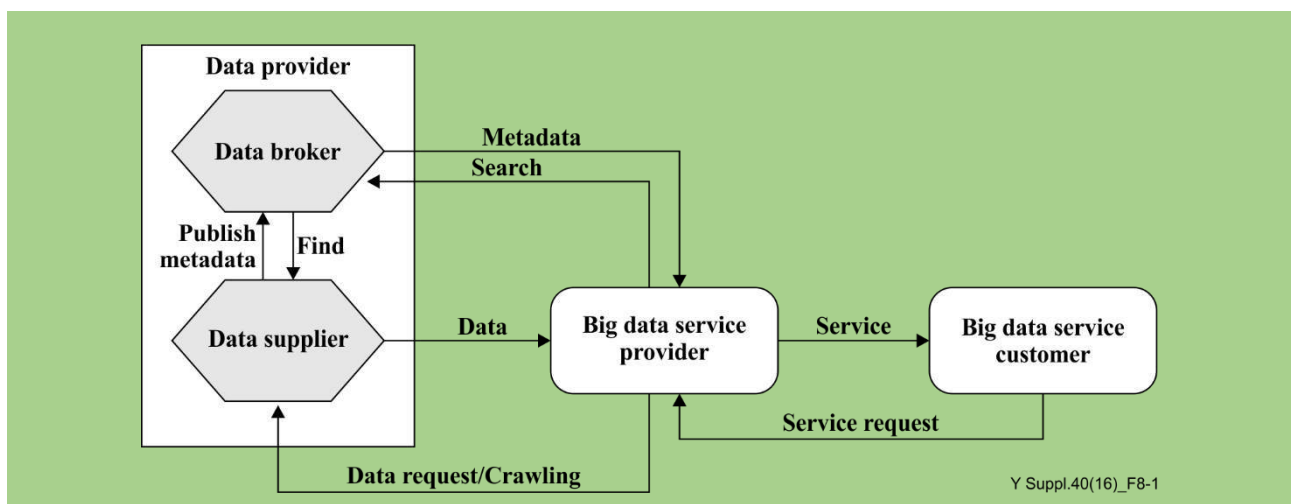 Data provider
Data broker
Metadata
Search
Publish
metadata
Find
Data supplier
Data
Big data service
provider
Service
Big data service
customer
Service request
Data request/Crawling
Y Suppl.40(16)_F8-1